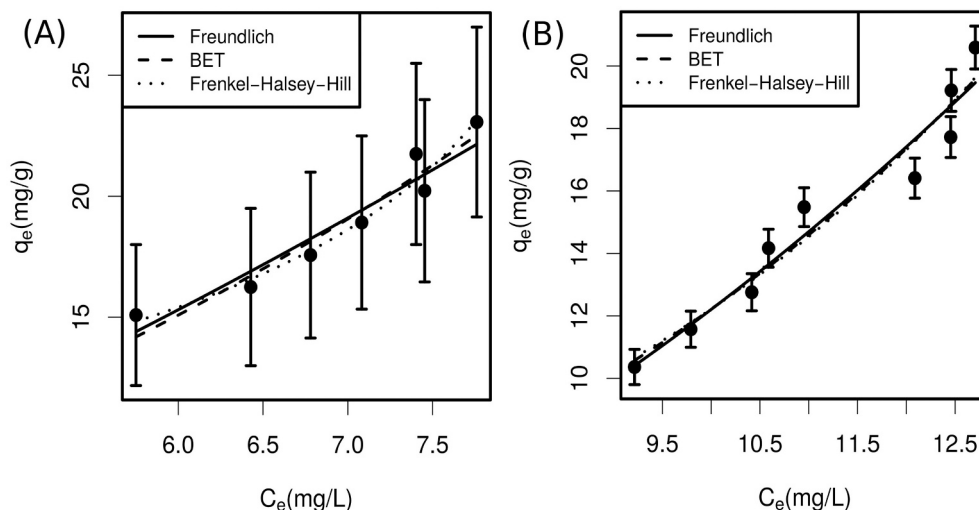 (A)
Freundlich
BET
Frenkel−Halsey−Hill
25
20
15
qe(mg/g)
6.0 6.5 7.0 7.5
Ce(mg/L)
(B)
Freundlich
BET
Frenkel−Halsey−Hill
20
18
16
14
12
10
qe(mg/g)
9.5 10.5 11.5 12.5
Ce(mg/L)